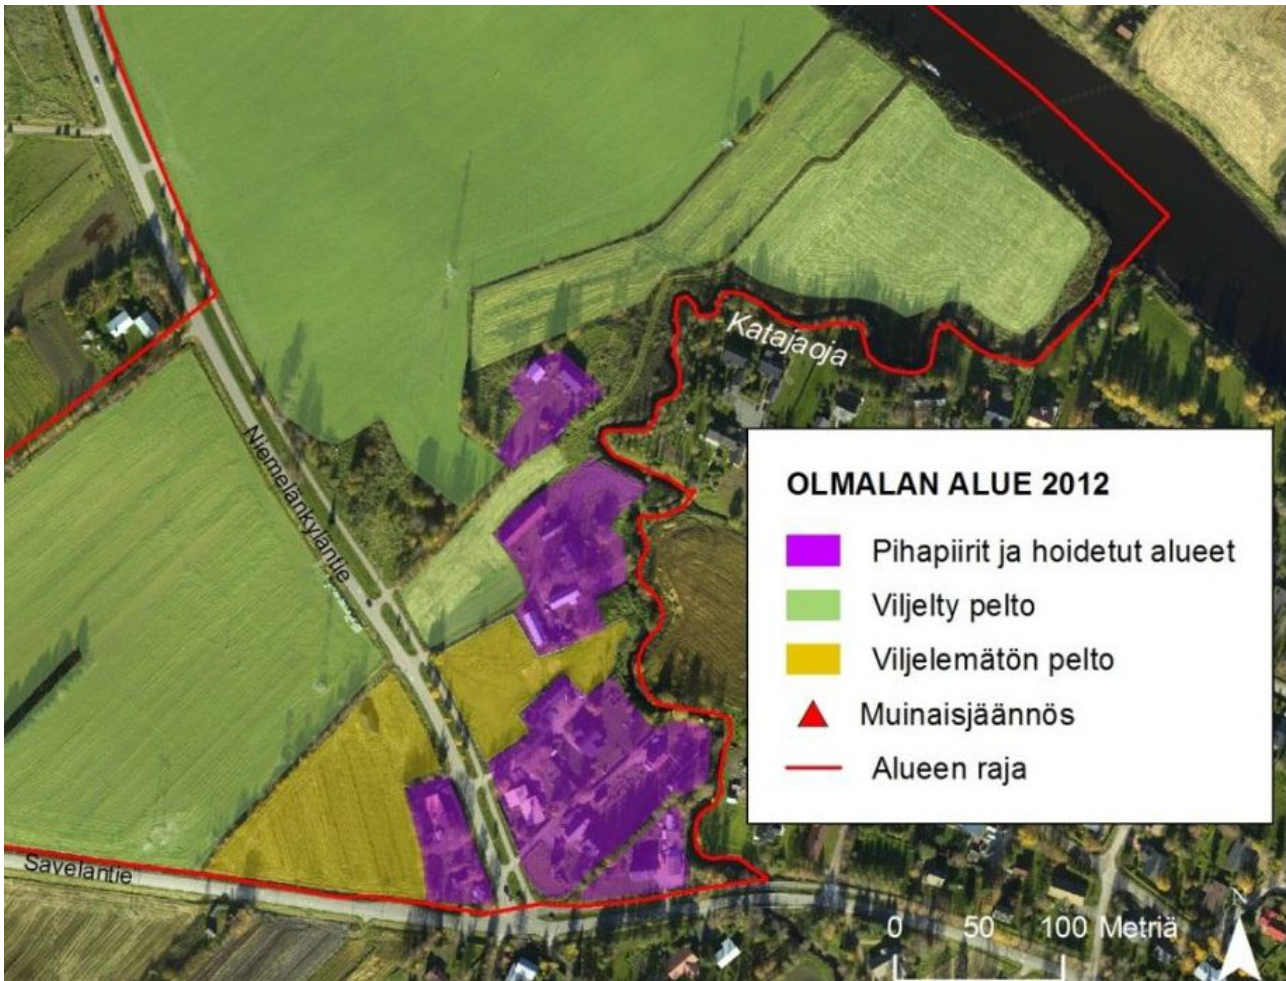 Katajaoja
Niemelänkyläntie
OLMALAN ALUE 2012
Pihapiirit ja hoidetut alueet
Viljelty pelto
Viljelemätön pelto
Muinaisjäännös
Alueen raja
Savelantie
0 50 100 Metriä
N